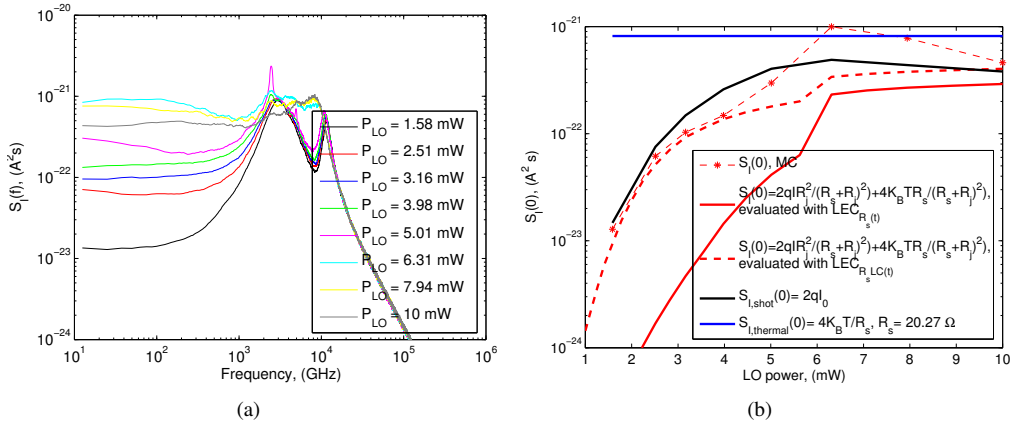 10^-20
10^-21
10^-22
10^-23
10^-24
S_I(f), (A^2 s)
10^1
10^2
10^3
10^4
10^5
10^6
Frequency, (GHz)
P_LO = 1.58 mW
P_LO = 2.51 mW
P_LO = 3.16 mW
P_LO = 3.98 mW
P_LO = 5.01 mW
P_LO = 6.31 mW
P_LO = 7.94 mW
P_LO = 10 mW
(a)
10^-21
10^-22
10^-23
10^-24
S_I(0), (A^2 s)
1 2 3 4 5 6 7 8 9 10
LO power, (mW)
S_I(0), MC
S_I(0)=2qIR_j^2/(R_s+R_j)^2)+4K_BTR_s/(R_s+R_j)^2),
evaluated with LEC_R_s(t)
S_I(0)=2qIR_j^2/(R_s+R_j)^2)+4K_BTR_s/(R_s+R_j)^2),
evaluated with LEC_R_sLC(t)
S_I,shot(0)= 2qI_0
S_I,thermal(0)= 4K_BT/R_s, R_s= 20.27 Ω
(b)